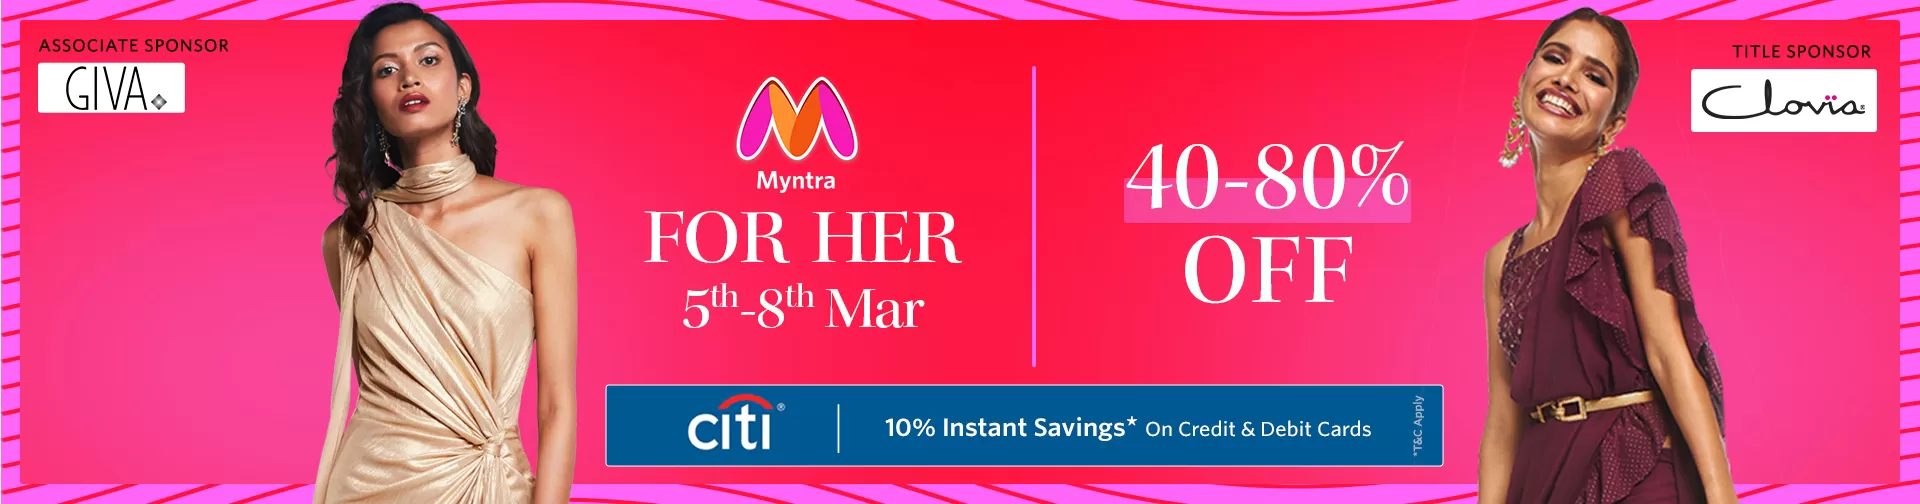 ASSOCIATE SPONSOR
GIVA
Myntra
FOR HER
5th-8th Mar
40-80%
OFF
TITLE SPONSOR
Clovia®
citi®
10% Instant Savings* On Credit & Debit Cards
*T&C Apply